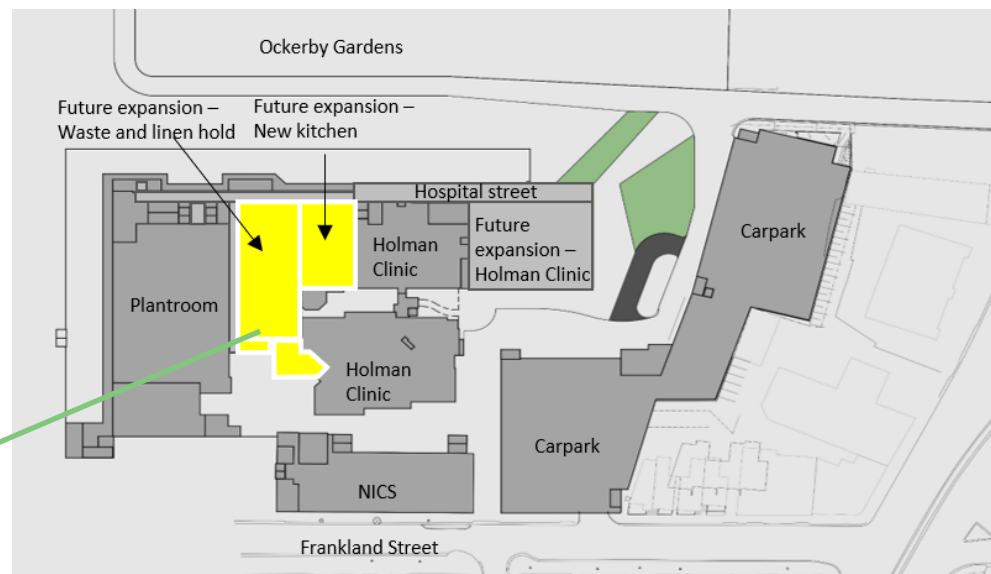 Ockerby Gardens
Future expansion –
Waste and linen hold
Future expansion –
New kitchen
Hospital street
Holman
Clinic
Future
expansion –
Holman Clinic
Carpark
Plantroom
Holman
Clinic
Carpark
NICS
Frankland Street